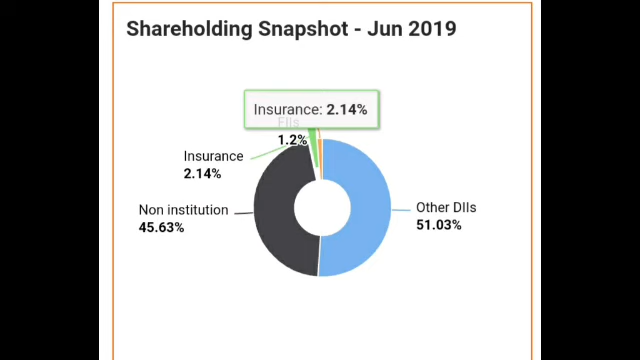 Shareholding Snapshot - Jun 2019
Insurance: 2.14%
FIIs
1.2%
Insurance
2.14%
Non institution
45.63%
Other DIIs
51.03%